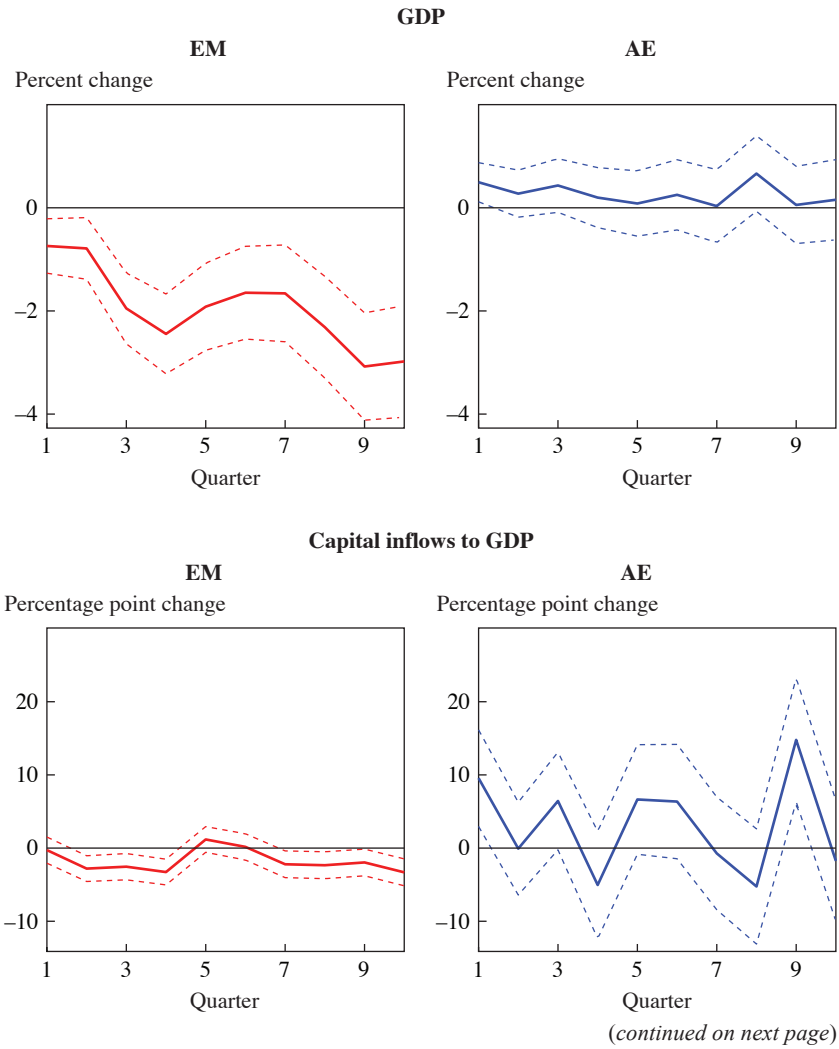 GDP
EM AE
Percent change Percent change
0 0
–2 –2
–4 –4
1 3 5 7 9 1 3 5 7 9
Quarter Quarter
Capital inflows to GDP
EM AE
Percentage point change Percentage point change
20 20
10 10
0 0
–10 –10
1 3 5 7 9 1 3 5 7 9
Quarter Quarter
(continued on next page)